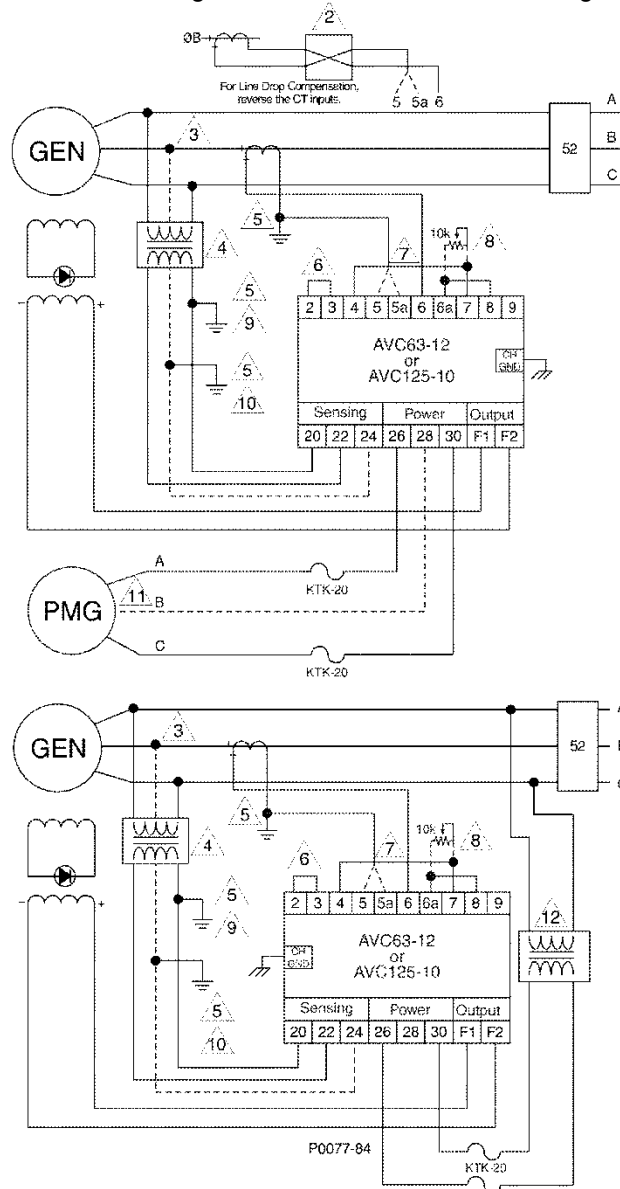 2
ØB
For Line Drop Compensation,
reverse the CT inputs.
5 5a 6
A
GEN
3
52
B
C
4
5
5
9
5
10
6
7
10k
8
2 3 4 5 5a 6 6a 7 8 9
AVC63-12
or
AVC125-10
CH
GND
Sensing Power Output
20 22 24 26 28 30 F1 F2
- +
A
KTK-20
PMG
11
B
C
KTK-20
GEN
3
52
4
5
5
9
5
10
6
7
10k
8
12
2 3 4 5 5a 6 6a 7 8 9
AVC63-12
or
AVC125-10
CH
GND
Sensing Power Output
20 22 24 26 28 30 F1 F2
- +
P0077-84
KTK-20